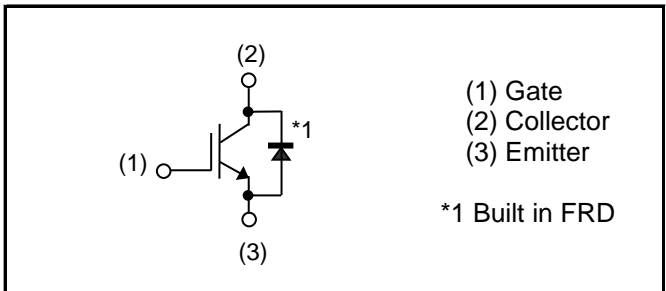 (2)
*1
(1)
(3)
(1) Gate
(2) Collector
(3) Emitter
*1 Built in FRD